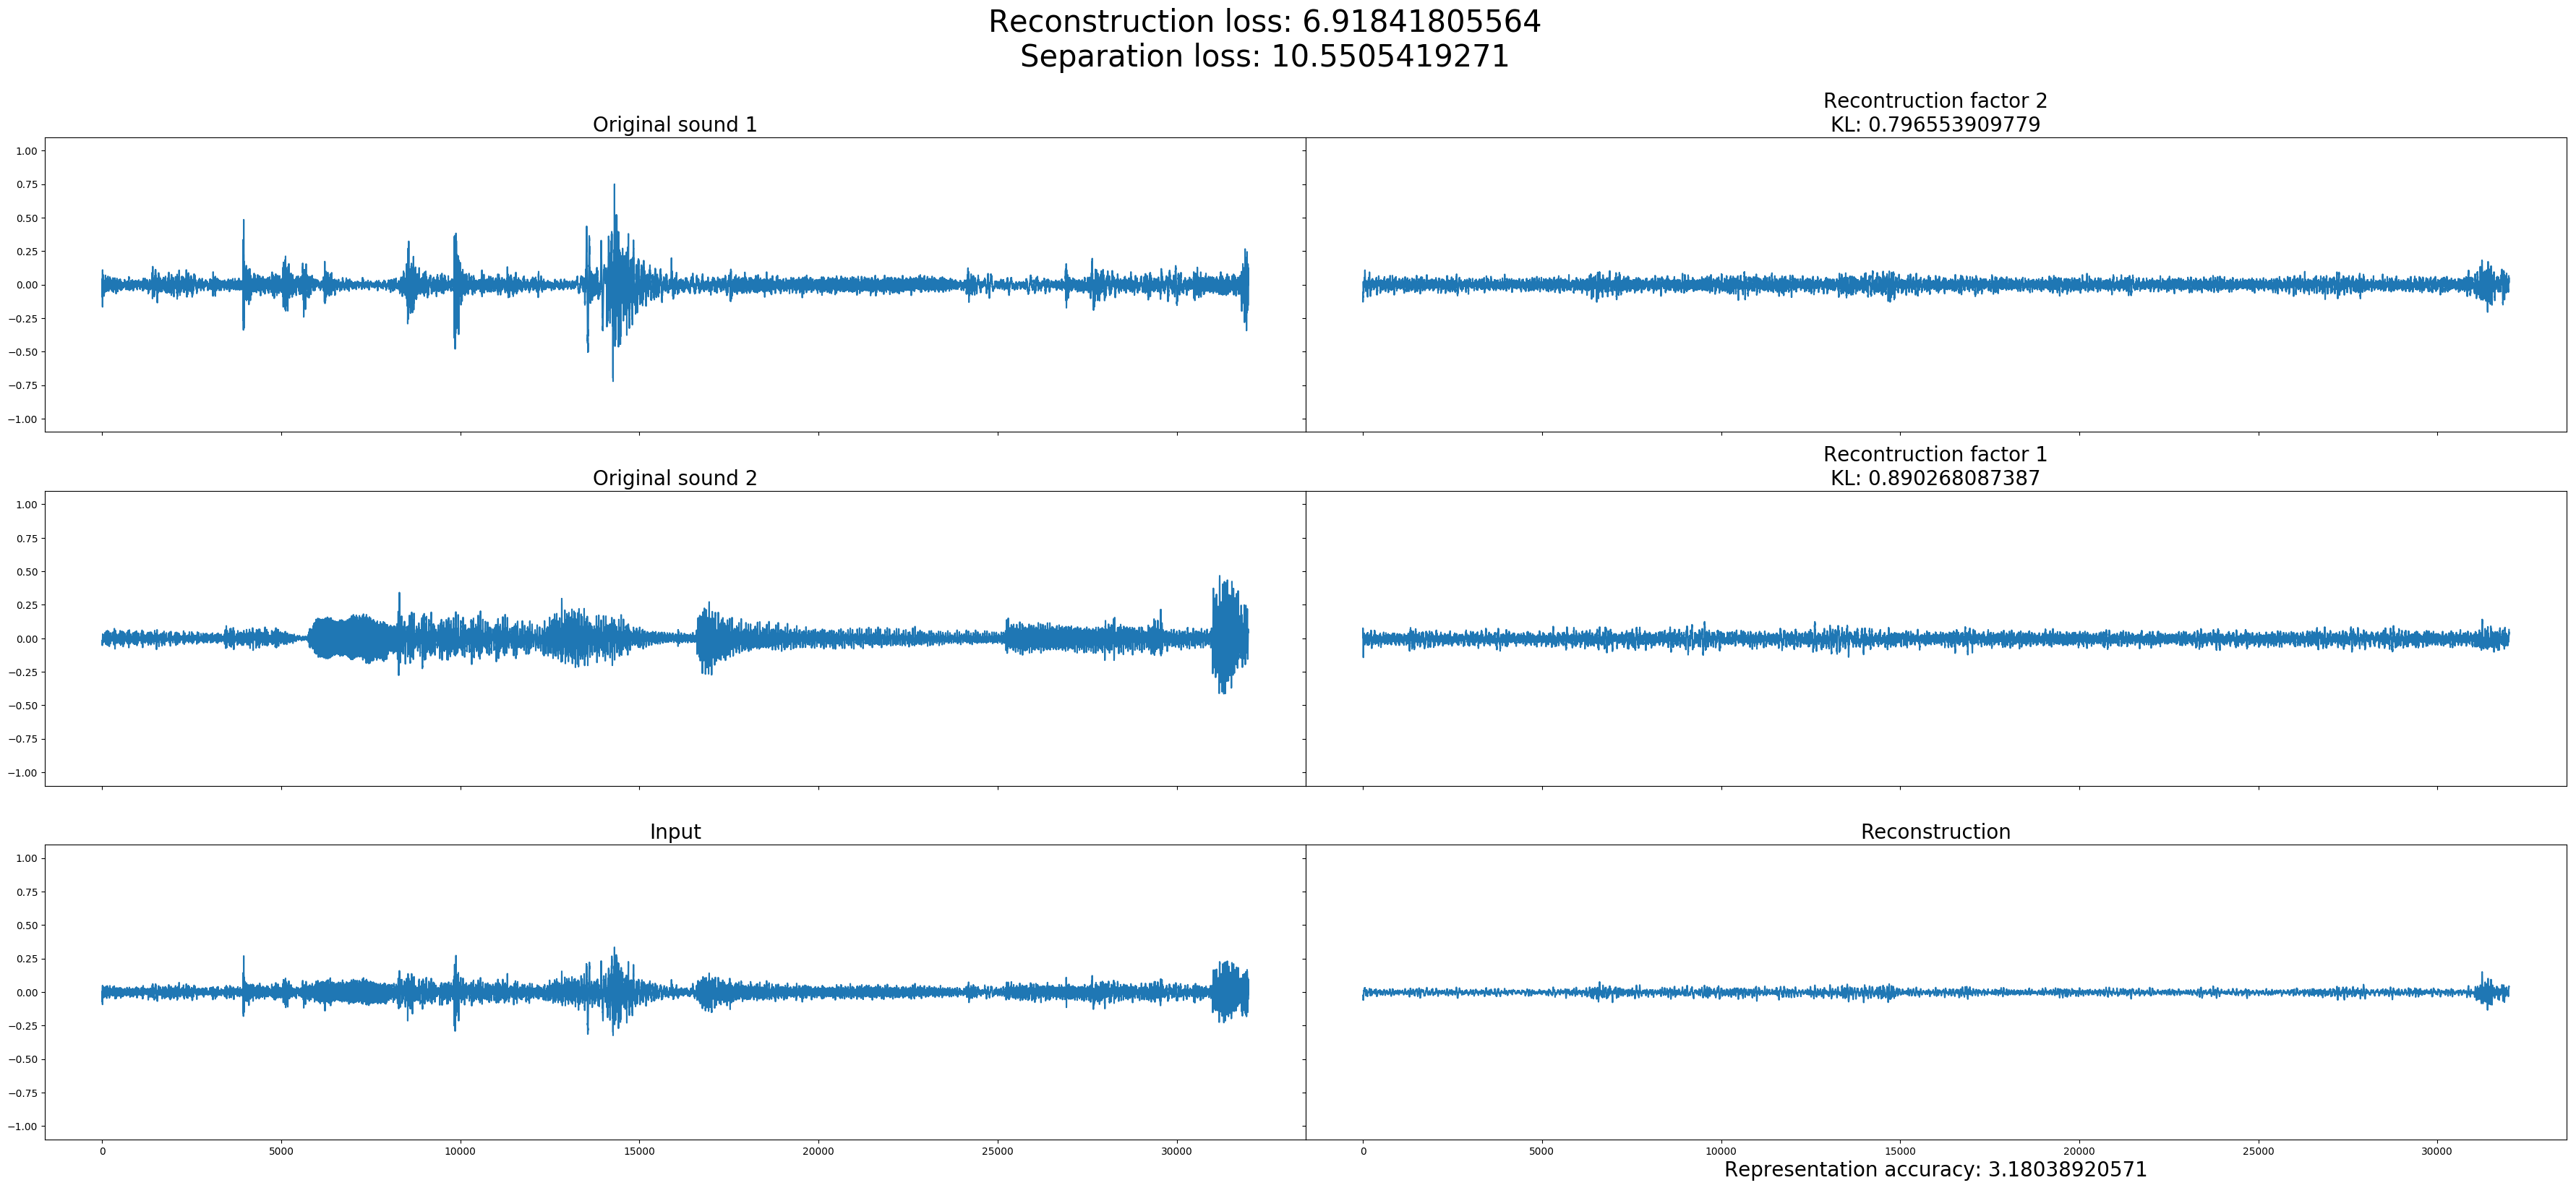 Reconstruction loss: 6.91841805564
Separation loss: 10.5505419271
Original sound 1
Recontruction factor 2
KL: 0.796553909779
1.00
0.75
0.50
0.25
0.00
−0.25
−0.50
−0.75
−1.00
Original sound 2
Recontruction factor 1
KL: 0.890268087387
1.00
0.75
0.50
0.25
0.00
−0.25
−0.50
−0.75
−1.00
Input
Reconstruction
1.00
0.75
0.50
0.25
0.00
−0.25
−0.50
−0.75
−1.00
0 5000 10000 15000 20000 25000 30000
0 5000 10000 15000 20000 25000 30000
Representation accuracy: 3.18038920571